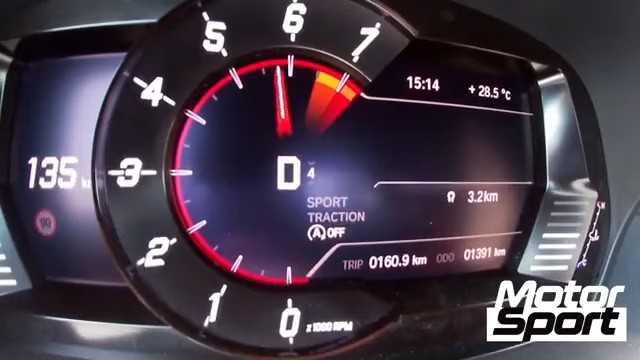 6
5
7
4
15:14
+28.5°C
135
3
D 4
3.2km
SPORT
TRACTION
A OFF
2
TRIP 0160.9 km ODO 01391 km
1
0
x1000 RPM
Motor
Sport